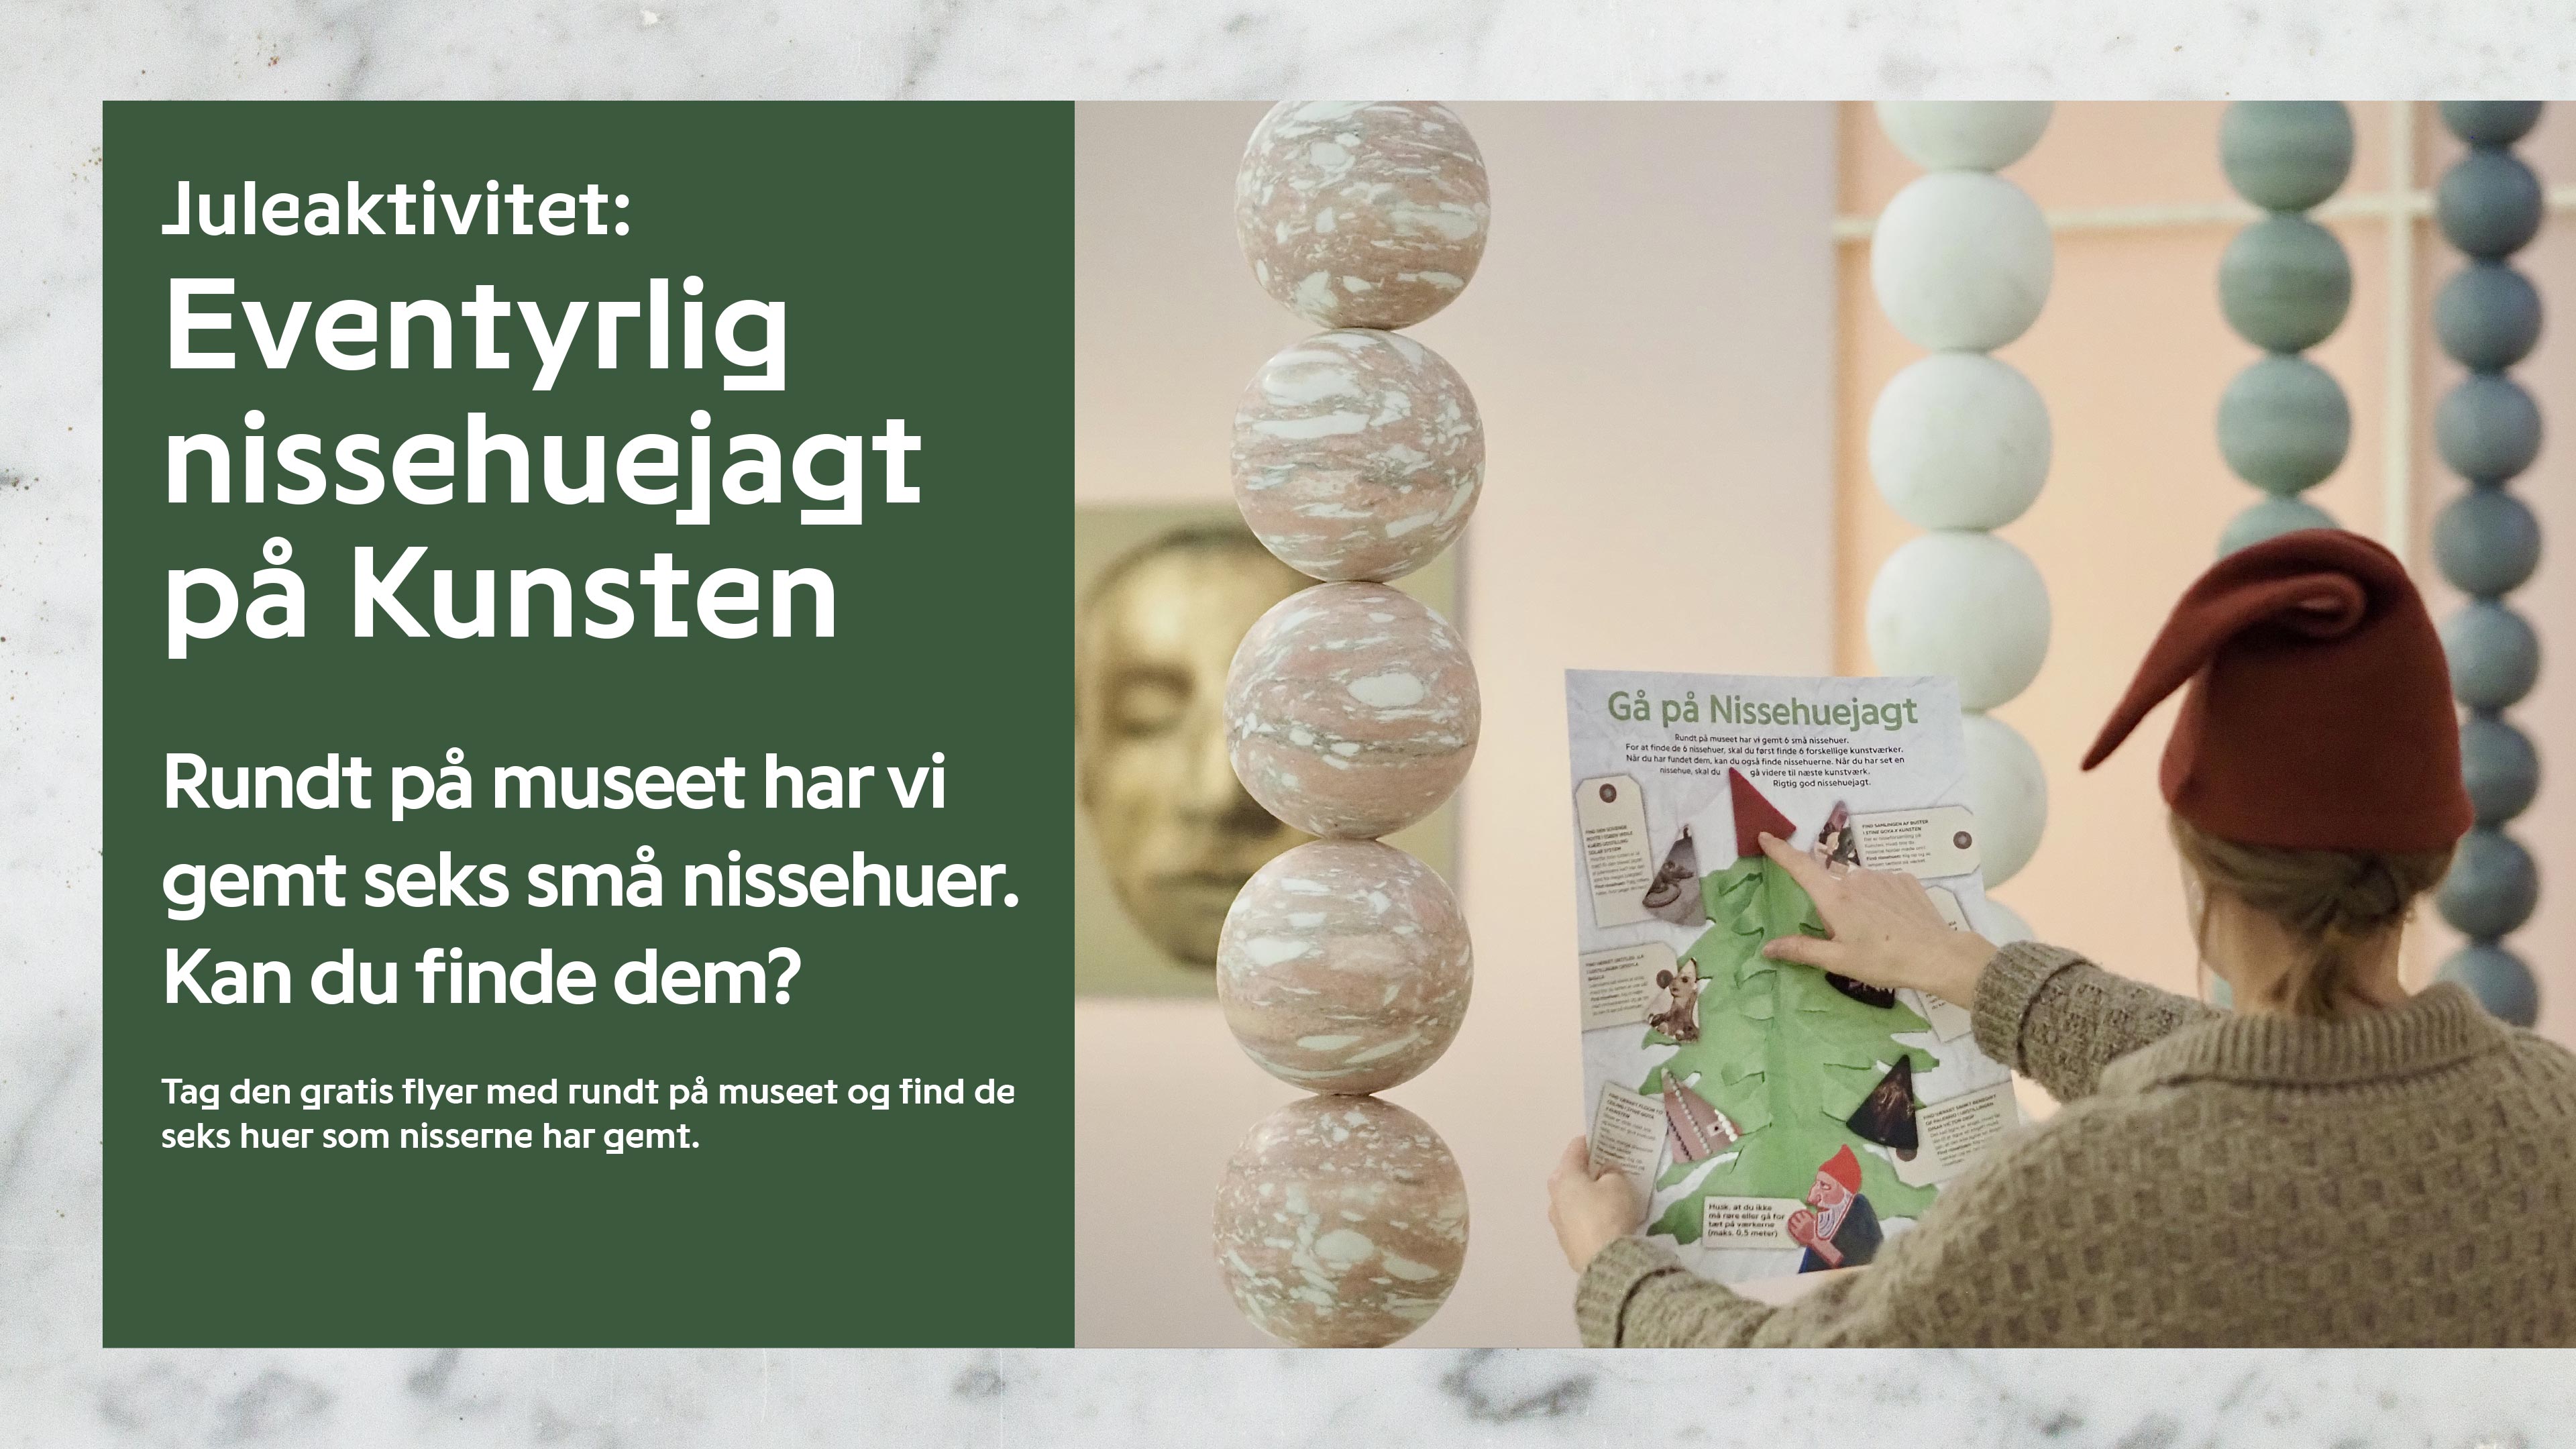 Juleaktivitet:
Eventyrlig
nissehuejagt
på Kunsten
Rundt på museet har vi
gemt seks små nissehuer.
Kan du finde dem?
Tag den gratis flyer med rundt på museet og find de
seks huer som nisserne har gemt.
Gå på Nissehuejagt
Rundt på museet har vi gemt 6 små nissehuer.
For at finde de 6 nissehuer, skal du først finde 6 forskellige kunstværker.
Når du har fundet dem, kan du også finde nissehuerne. Når du har set en
nissehue, skal du gå videre til næste kunstværk.
Rigtig god nissehuejagt.
Husk, at du ikke
må røre eller gå for
tæt på værkerne
(maks. 0,5 meter)